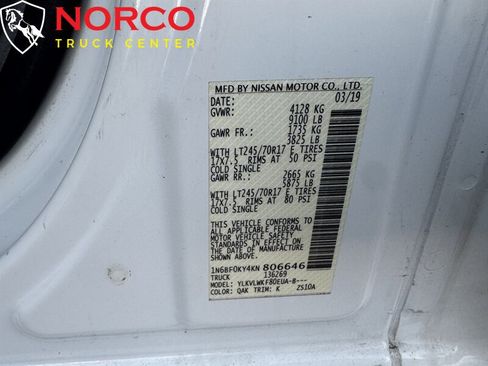 NORCO
TRUCK CENTER
MFD BY NISSAN MOTOR CO., LTD.
DATE: 03/19
GVWR: 4128 KG
9100 LB
GAWR FR.: 1735 KG
3825 LB
WITH LT245/70R17 E TIRES
17X7.5 RIMS AT 50 PSI
COLD SINGLE
GAWR RR.: 2665 KG
5875 LB
WITH LT245/70R17 E TIRES
17X7.5 RIMS AT 80 PSI
COLD SINGLE
THIS VEHICLE CONFORMS TO
ALL APPLICABLE FEDERAL
MOTOR VEHICLE SAFETY
STANDARDS IN EFFECT ON
THE DATE OF MANUFACTURE
SHOWN ABOVE.
1N6BF0KY4KN 806646
TRUCK 136269
MODEL: YLKVLWKF80EUA-B---
COLOR: QAK TRIM: K ZS10A